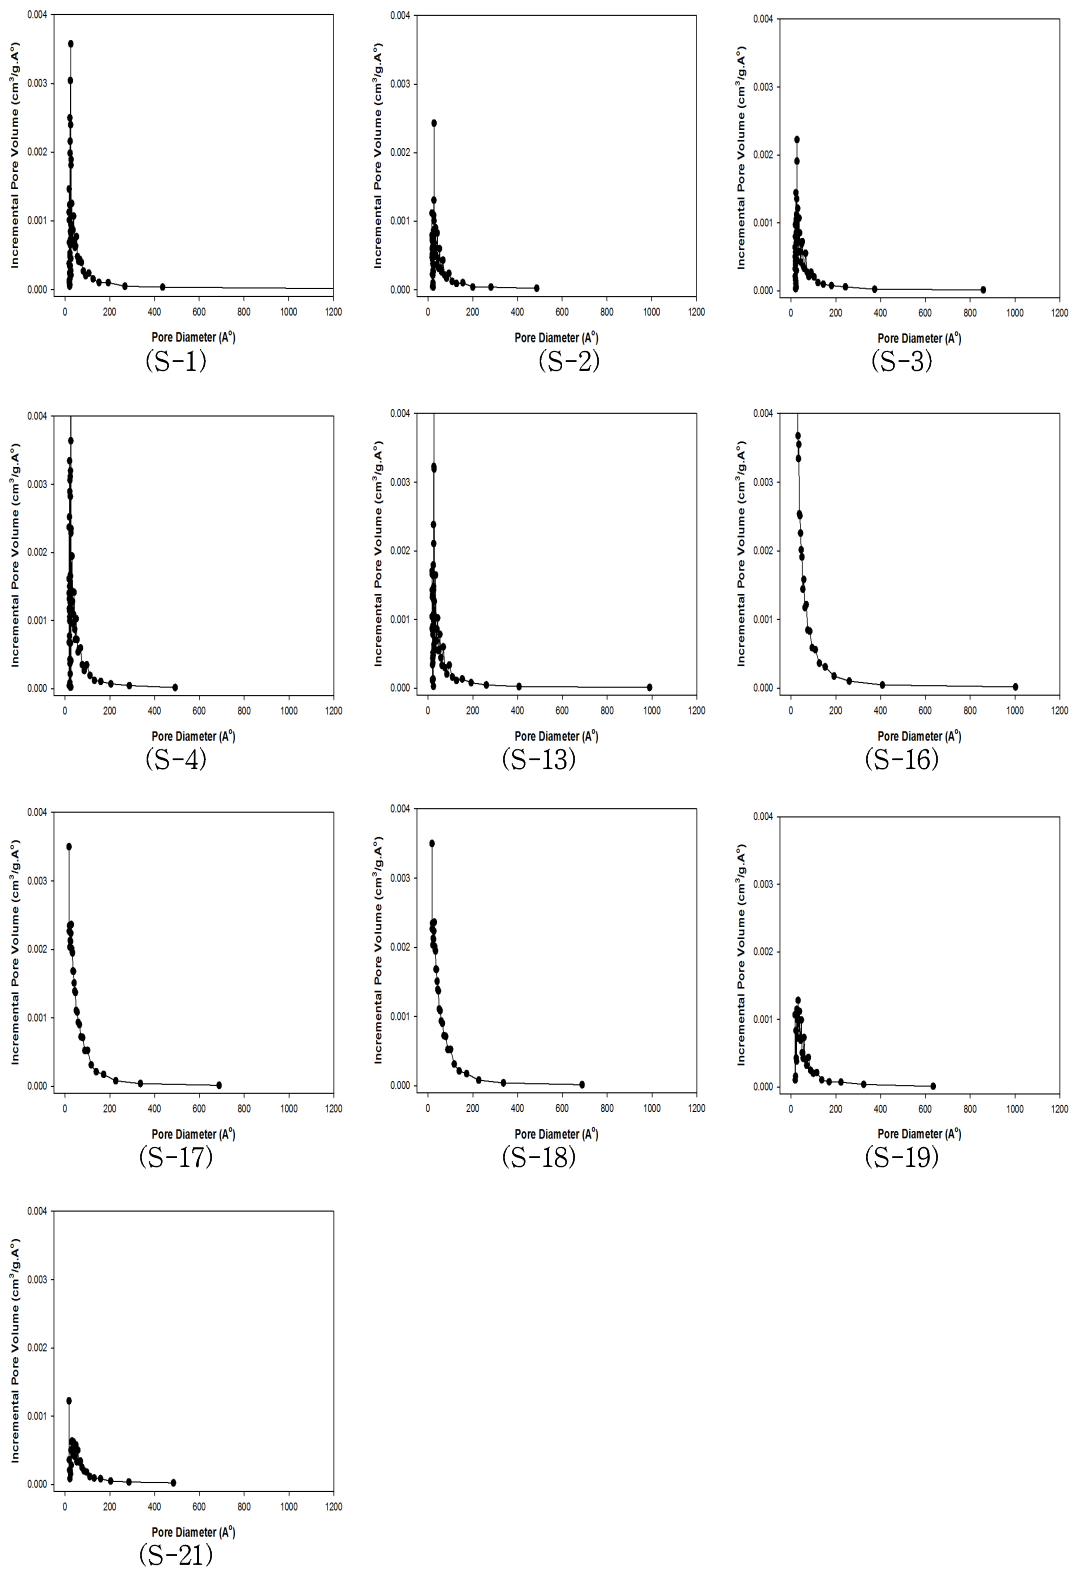 Incremental Pore Volume (cm³/g.A°)
0.004
0.003
0.002
0.001
0.000
0 200 400 600 800 1000 1200
Pore Diameter (A°)
(S-1)
Incremental Pore Volume (cm³/g.A°)
0.004
0.003
0.002
0.001
0.000
0 200 400 600 800 1000 1200
Pore Diameter (A°)
(S-2)
Incremental Pore Volume (cm³/g.A°)
0.004
0.003
0.002
0.001
0.000
0 200 400 600 800 1000 1200
Pore Diameter (A°)
(S-3)
Incremental Pore Volume (cm³/g.A°)
0.004
0.003
0.002
0.001
0.000
0 200 400 600 800 1000 1200
Pore Diameter (A°)
(S-4)
Incremental Pore Volume (cm³/g.A°)
0.004
0.003
0.002
0.001
0.000
0 200 400 600 800 1000 1200
Pore Diameter (A°)
(S-13)
Incremental Pore Volume (cm³/g.A°)
0.004
0.003
0.002
0.001
0.000
0 200 400 600 800 1000 1200
Pore Diameter (A°)
(S-16)
Incremental Pore Volume (cm³/g.A°)
0.004
0.003
0.002
0.001
0.000
0 200 400 600 800 1000 1200
Pore Diameter (A°)
(S-17)
Incremental Pore Volume (cm³/g.A°)
0.004
0.003
0.002
0.001
0.000
0 200 400 600 800 1000 1200
Pore Diameter (A°)
(S-18)
Incremental Pore Volume (cm³/g.A°)
0.004
0.003
0.002
0.001
0.000
0 200 400 600 800 1000 1200
Pore Diameter (A°)
(S-19)
Incremental Pore Volume (cm³/g.A°)
0.004
0.003
0.002
0.001
0.000
0 200 400 600 800 1000 1200
Pore Diameter (A°)
(S-21)